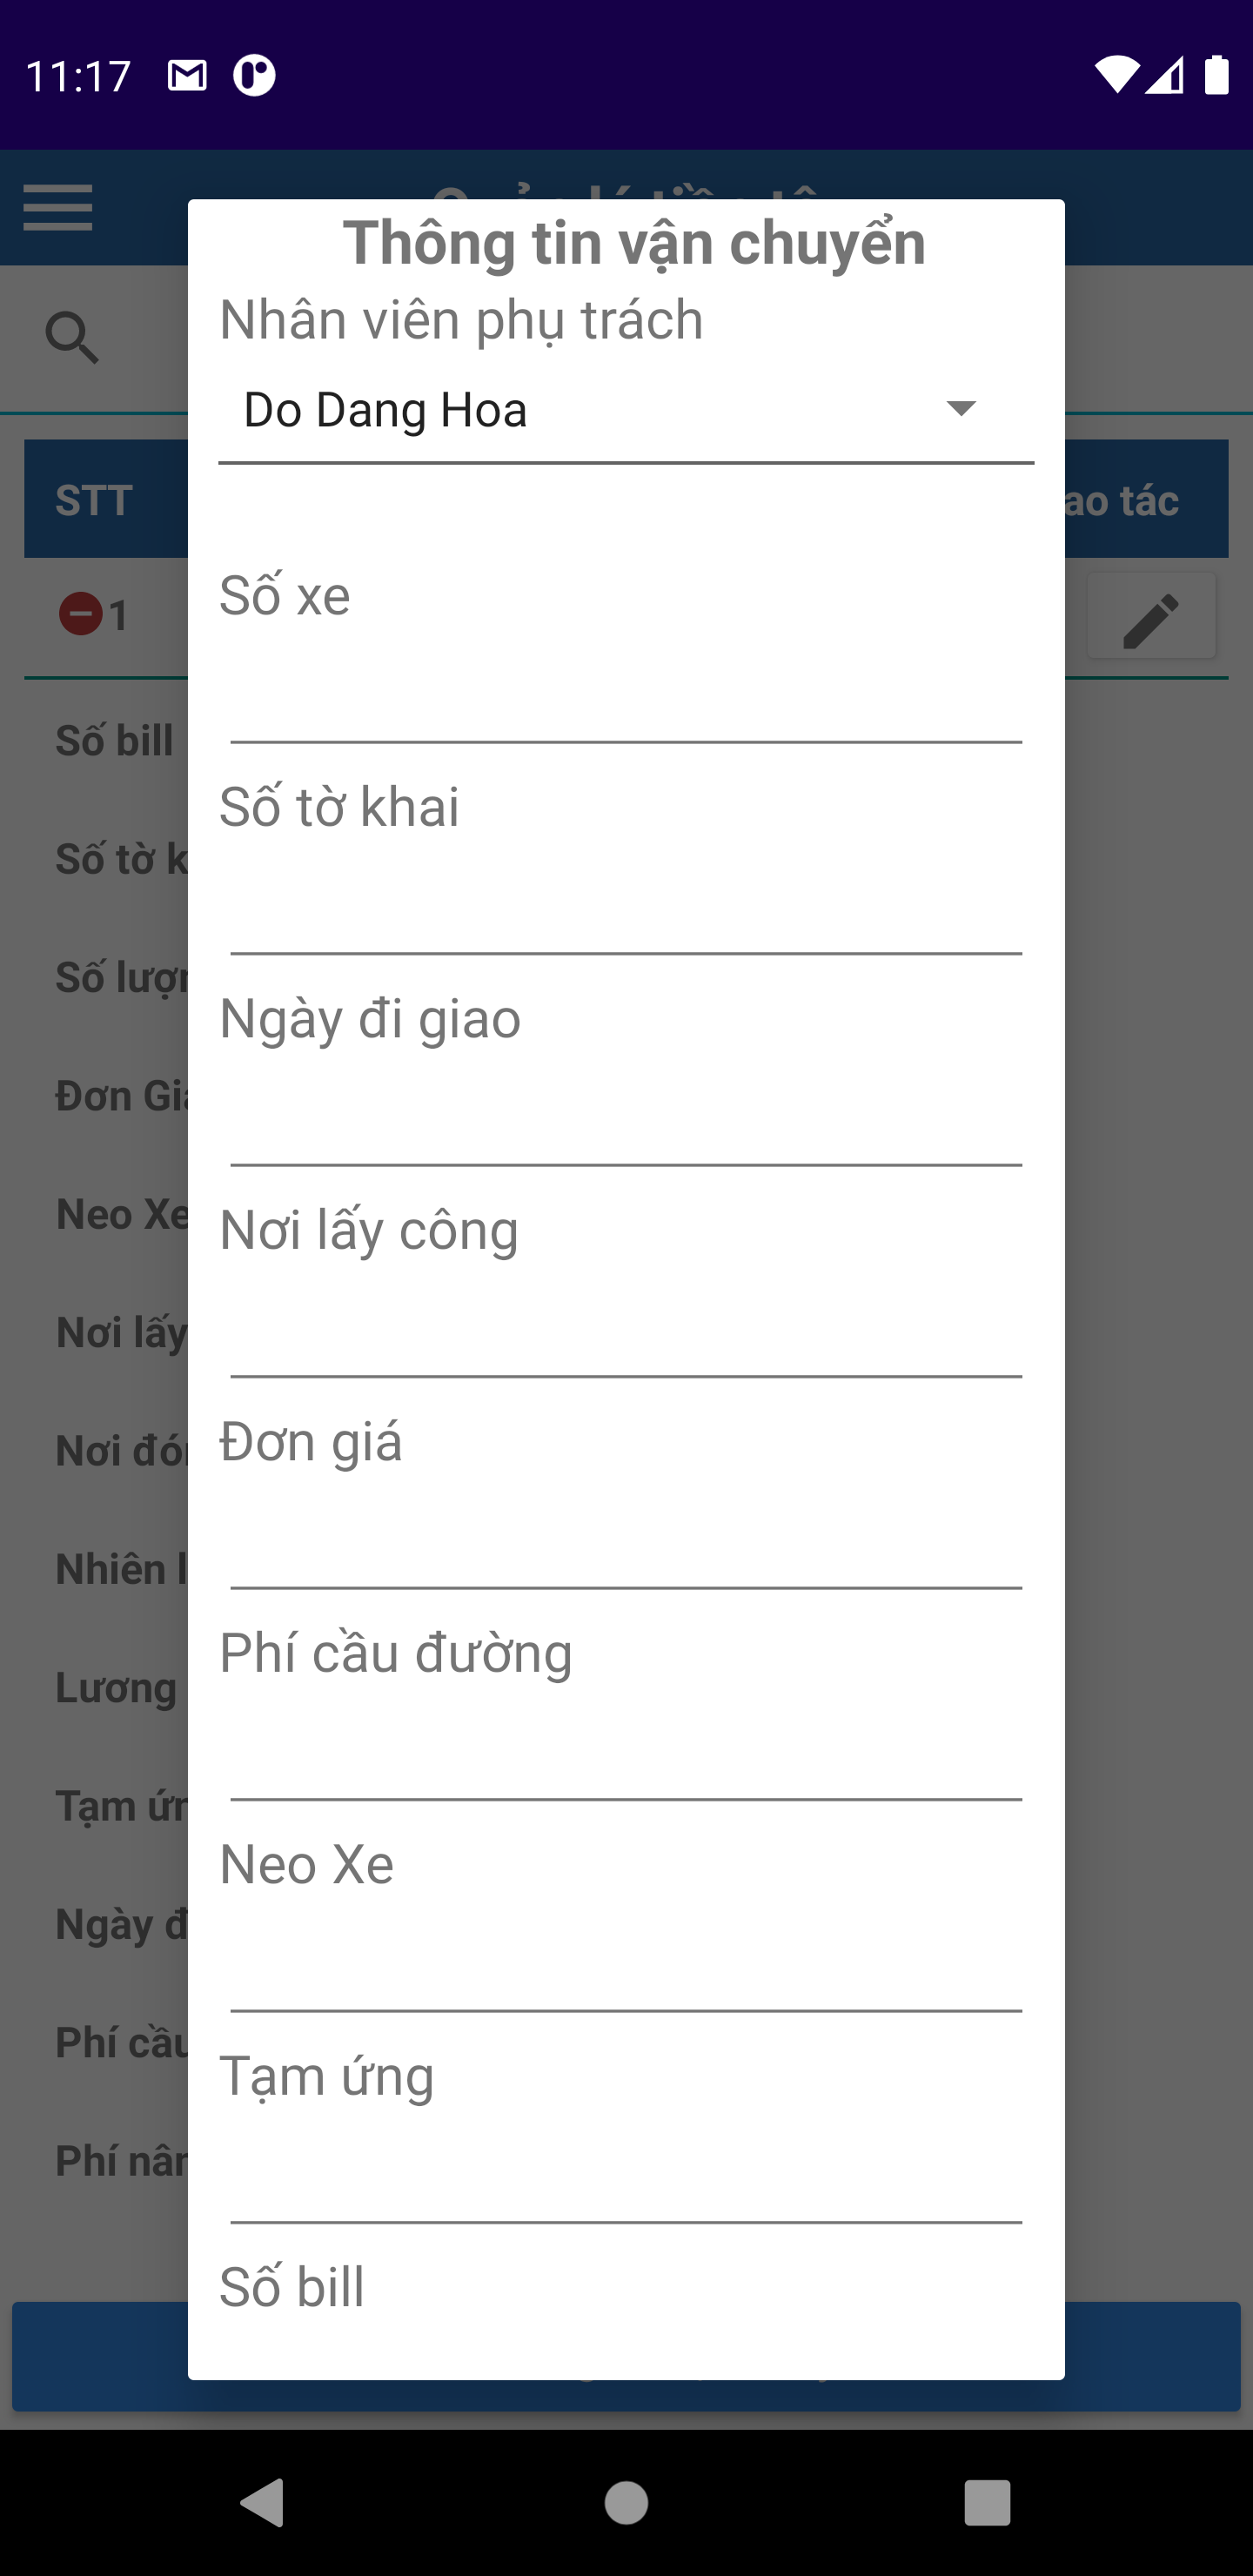 11:17
Thông tin vận chuyển
Nhân viên phụ trách
Do Dang Hoa
STT
ao tác
Số xe
1
Số bill
Số tờ khai
Số tờ k
Số lượn
Ngày đi giao
Đơn Giá
Neo Xe
Nơi lấy công
Nơi lấy
Đơn giá
Nơi đón
Nhiên l
Phí cầu đường
Lương
Tạm ứn
Neo Xe
Ngày đ
Phí cầu
Tạm ứng
Phí nân
Số bill